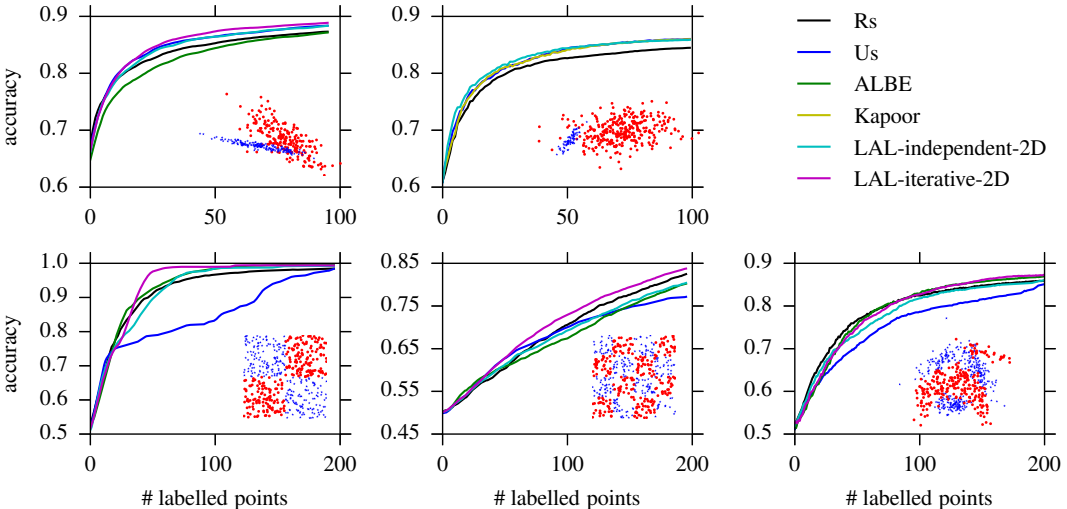 accuracy
0.9
0.8
0.7
0.6
0 50 100
0.9
0.8
0.7
0.6
0 50 100
Rs
Us
ALBE
Kapoor
LAL-independent-2D
LAL-iterative-2D
accuracy
1.0
0.9
0.8
0.7
0.6
0.5
0 100 200
# labelled points
0.85
0.75
0.65
0.55
0.45
0 100 200
# labelled points
0.9
0.8
0.7
0.6
0.5
0 100 200
# labelled points